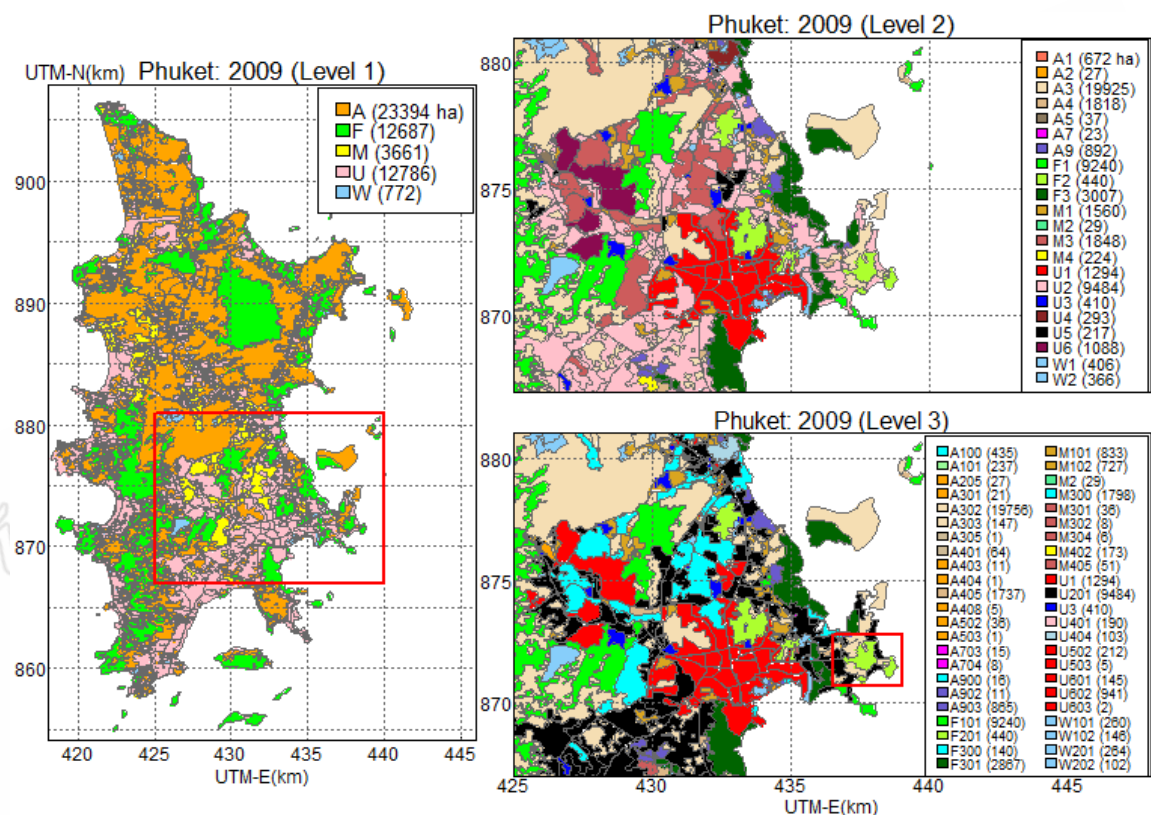 Phuket: 2009 (Level 1)
UTM-N(km)
A (23394 ha)
F (12687)
M (3661)
U (12786)
W (772)
900
890
880
870
860
420
425
430
435
440
445
UTM-E(km)
Phuket: 2009 (Level 2)
880
875
870
A1 (672 ha)
A2 (27)
A3 (19925)
A4 (1818)
A5 (37)
A7 (23)
A9 (892)
F1 (9240)
F2 (440)
F3 (3007)
M1 (1560)
M2 (29)
M3 (1848)
M4 (224)
U1 (1294)
U2 (9484)
U3 (410)
U4 (293)
U5 (217)
U6 (1088)
W1 (406)
W2 (366)
Phuket: 2009 (Level 3)
880
875
870
A100 (435)
A101 (237)
A205 (27)
A301 (21)
A302 (19756)
A303 (147)
A305 (1)
A401 (64)
A403 (11)
A404 (1)
A405 (1737)
A408 (5)
A502 (36)
A503 (1)
A703 (15)
A704 (8)
A900 (16)
A902 (11)
A903 (865)
F101 (9240)
F201 (440)
F300 (140)
F301 (2867)
M101 (833)
M102 (727)
M2 (29)
M300 (1798)
M301 (36)
M302 (8)
M304 (6)
M402 (173)
M405 (51)
U1 (1294)
U201 (9484)
U3 (410)
U401 (190)
U404 (103)
U502 (212)
U503 (5)
U601 (145)
U602 (941)
U603 (2)
W101 (260)
W102 (146)
W201 (264)
W202 (102)
425
430
435
440
445
UTM-E(km)